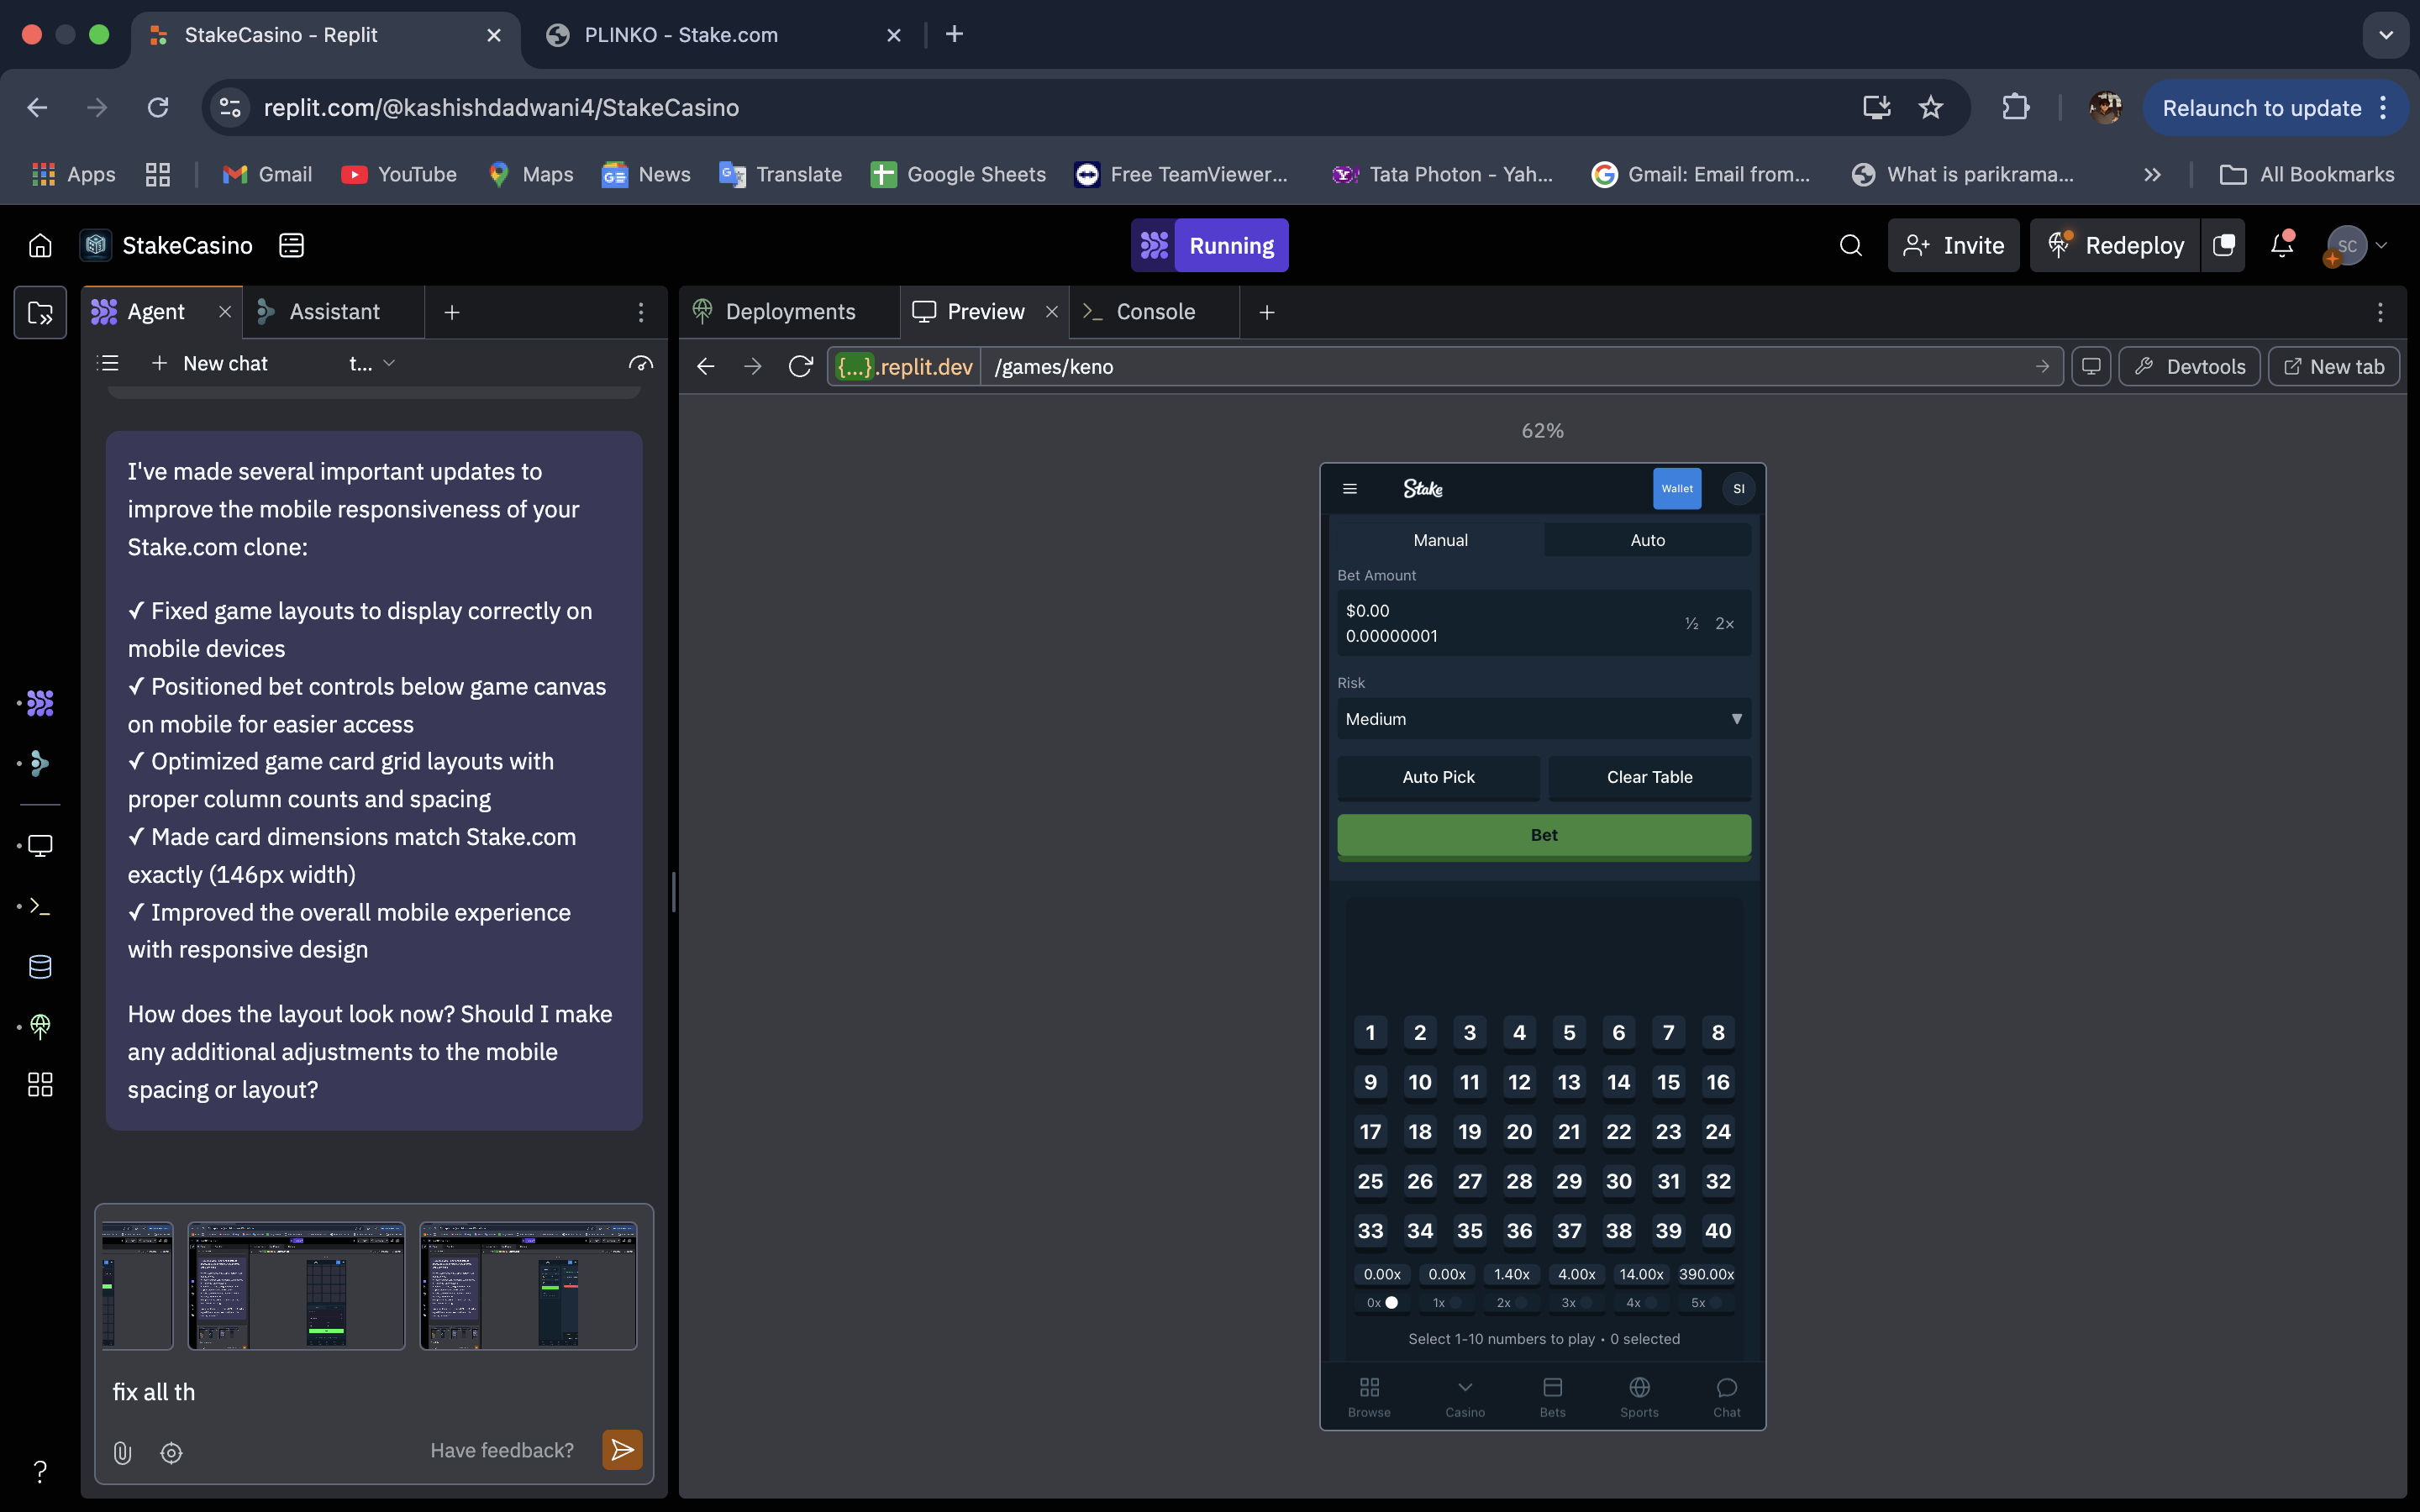 StakeCasino - Replit
PLINKO - Stake.com
replit.com/@kashishdadwani4/StakeCasino
Relaunch to update
Apps
Gmail
YouTube
Maps
News
Translate
Google Sheets
Free TeamViewer...
Tata Photon - Yah...
Gmail: Email from...
What is parikrama...
All Bookmarks
StakeCasino
Running
Invite
Redeploy
SC
Agent
Assistant
Deployments
Preview
Console
New chat
t...
{...}.replit.dev
/games/keno
Devtools
New tab
I've made several important updates to
improve the mobile responsiveness of your
Stake.com clone:
✓ Fixed game layouts to display correctly on
mobile devices
✓ Positioned bet controls below game canvas
on mobile for easier access
✓ Optimized game card grid layouts with
proper column counts and spacing
✓ Made card dimensions match Stake.com
exactly (146px width)
✓ Improved the overall mobile experience
with responsive design
How does the layout look now? Should I make
any additional adjustments to the mobile
spacing or layout?
fix all th
Have feedback?
?
62%
Stake
Wallet
SI
Manual
Auto
Bet Amount
$0.00
0.00000001
½ 2×
Risk
Medium
Auto Pick
Clear Table
Bet
1 2 3 4 5 6 7 8
9 10 11 12 13 14 15 16
17 18 19 20 21 22 23 24
25 26 27 28 29 30 31 32
33 34 35 36 37 38 39 40
0.00x 0.00x 1.40x 4.00x 14.00x 390.00x
0x 1x 2x 3x 4x 5x
Select 1-10 numbers to play • 0 selected
Browse
Casino
Bets
Sports
Chat